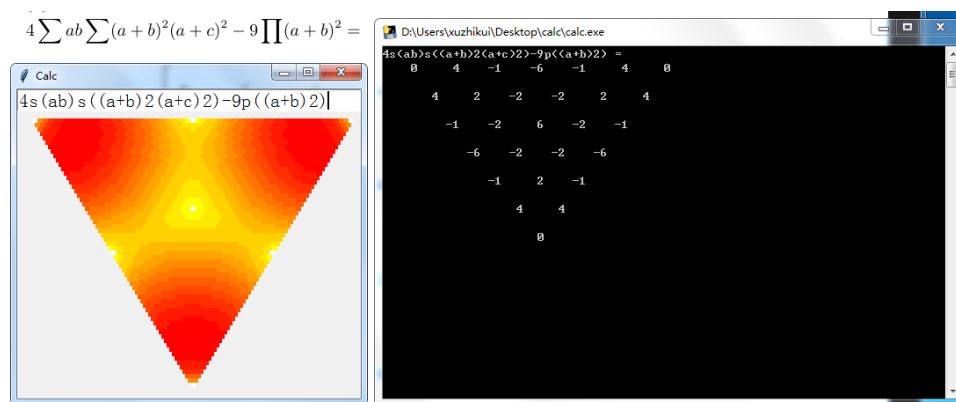 4∑ab∑(a+b)²(a+c)² − 9∏(a+b)² =
D:\Users\xuzhikui\Desktop\calc\calc.exe
4s(ab)s((a+b)2(a+c)2)-9p((a+b)2) =
0 4 -1 -6 -1 4 0
4 2 -2 -2 2 4
-1 -2 6 -2 -1
-6 -2 -2 -6
-1 2 -1
4 4
0
Calc
4s(ab)s((a+b)2(a+c)2)-9p((a+b)2)